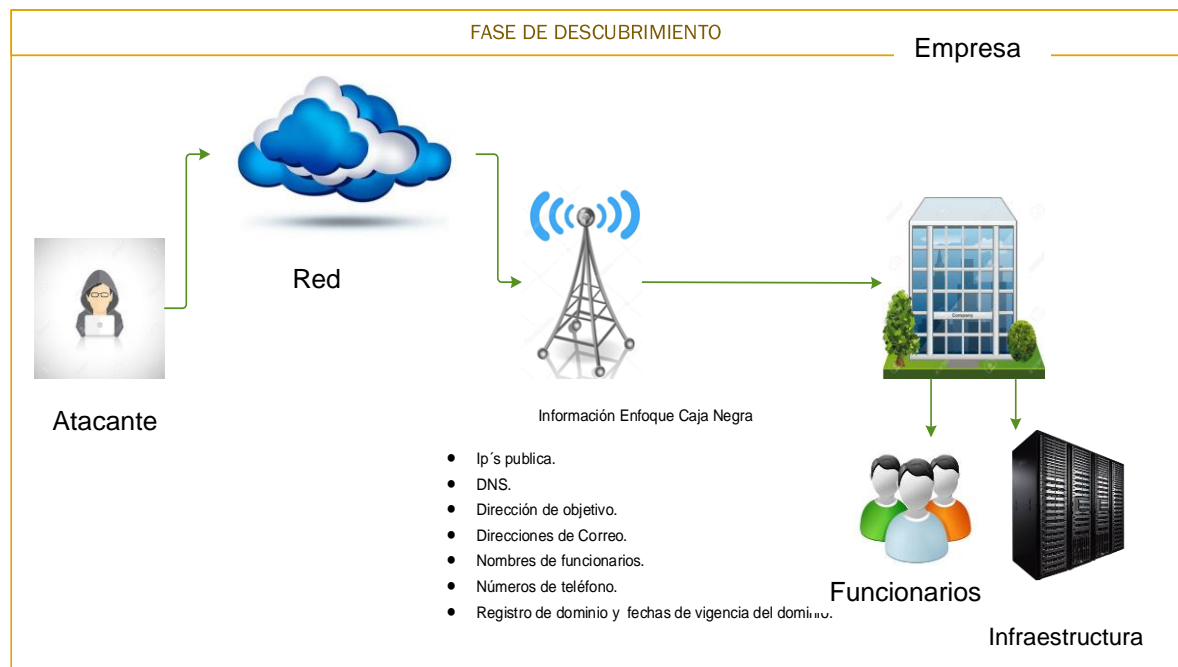 FASE DE DESCUBRIMIENTO
Empresa
Red
Company
Atacante
Información Enfoque Caja Negra
Ip´s publica.
DNS.
Dirección de objetivo.
Direcciones de Correo.
Nombres de funcionarios.
Números de teléfono.
Registro de dominio y fechas de vigencia del dominio.
Funcionarios
Infraestructura